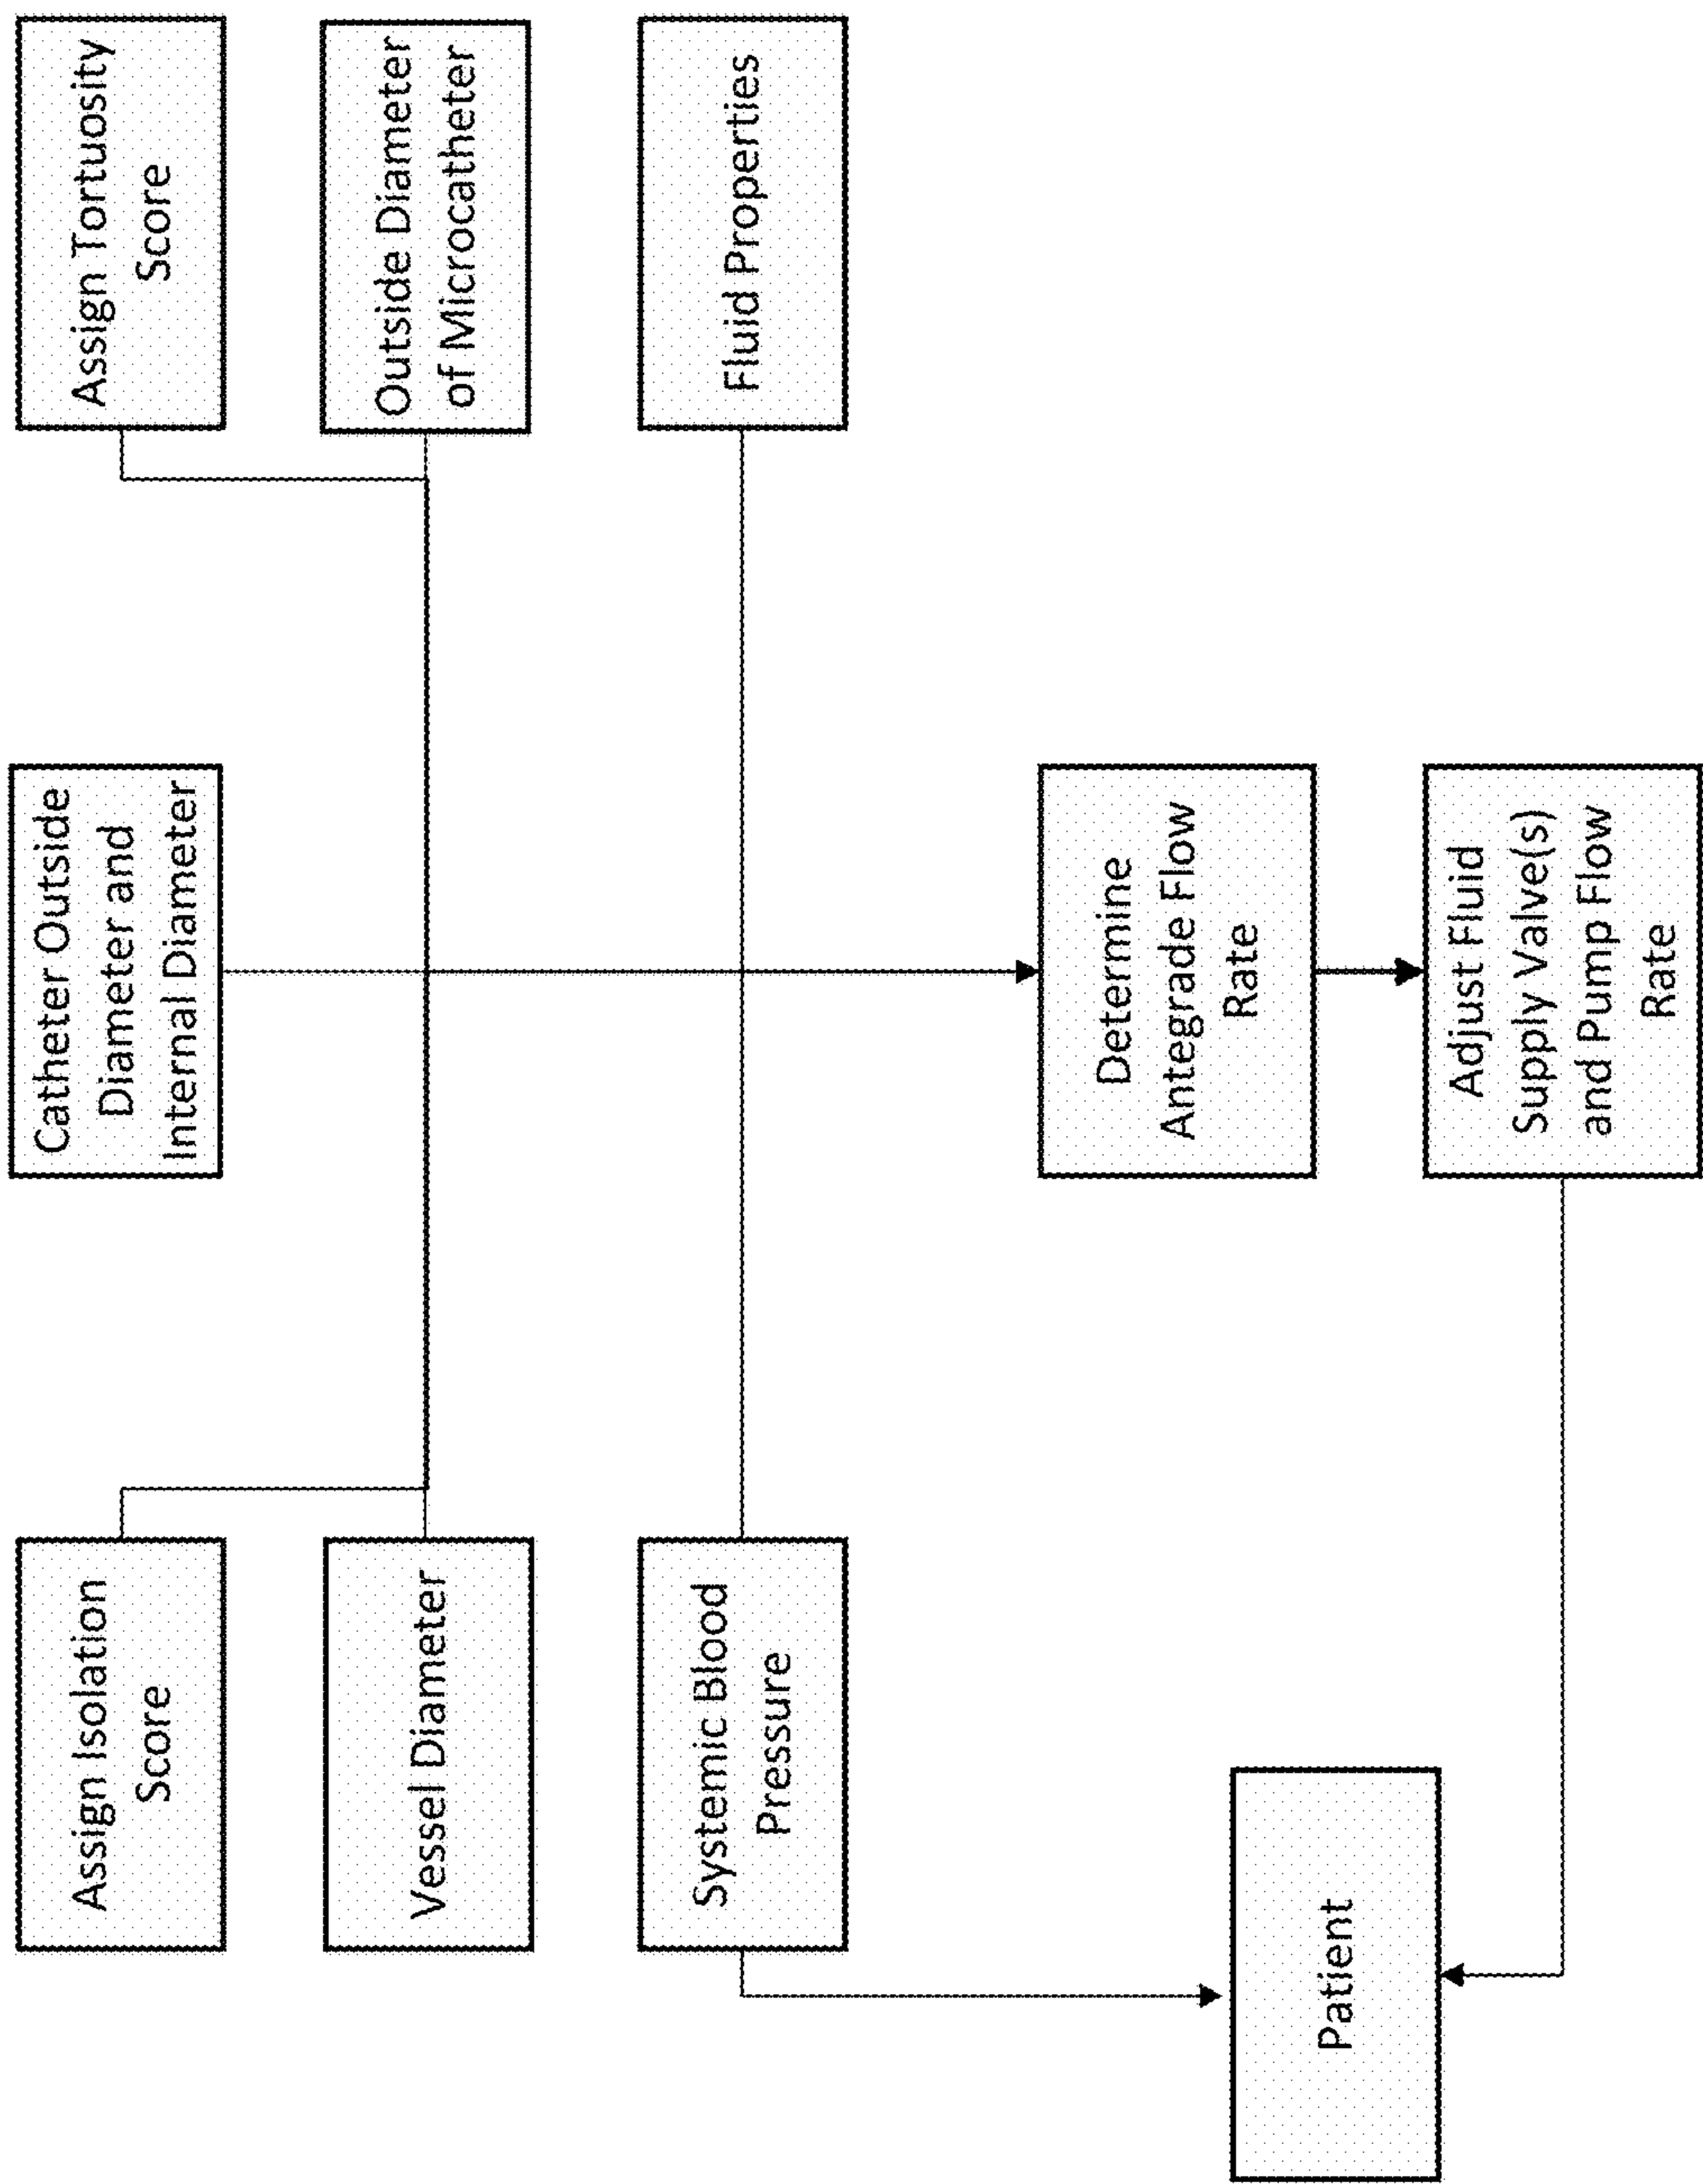 Assign Isolation
Score
Catheter Outside
Diameter and
Internal Diameter
Assign Tortuosity
Score
Vessel Diameter
Outside Diameter
of Microcatheter
Systemic Blood
Pressure
Fluid Properties
Determine
Antegrade Flow
Rate
Patient
Adjust Fluid
Supply Valve(s)
and Pump Flow
Rate